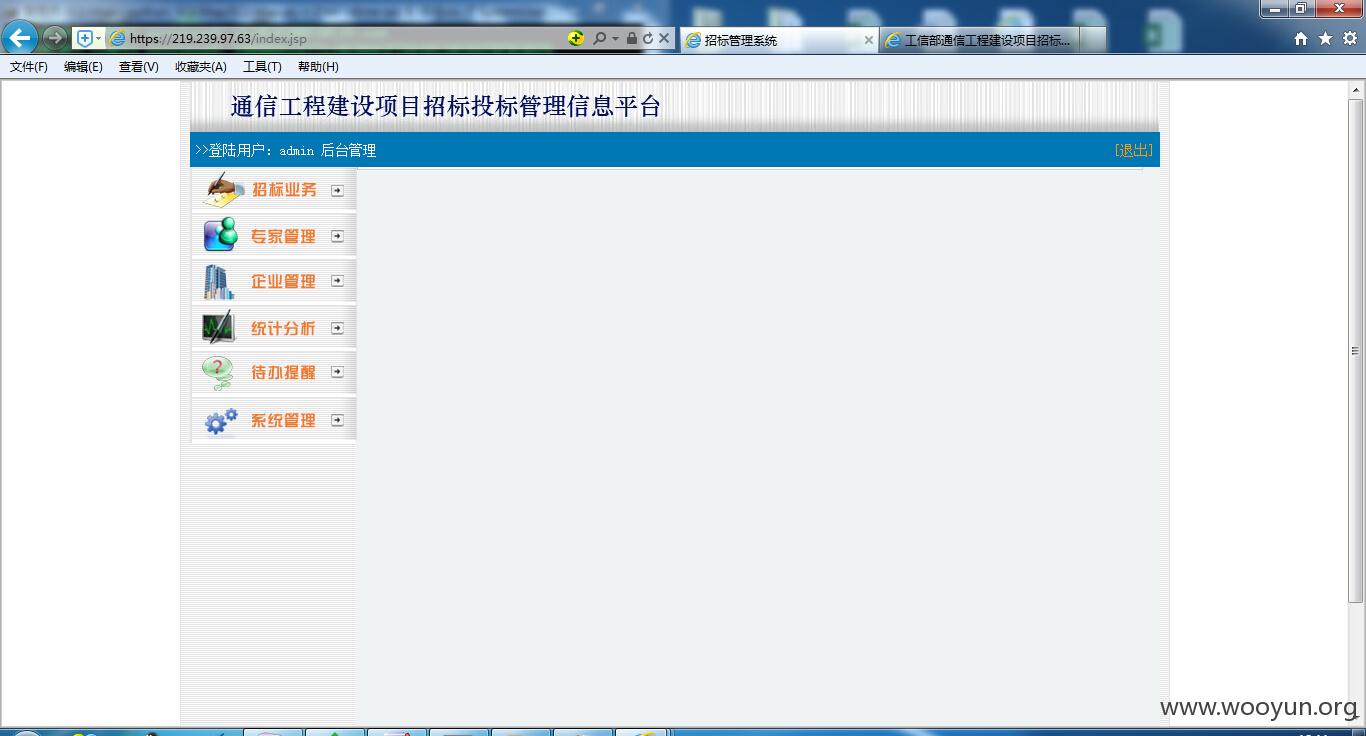 https://219.239.97.63/index.jsp
招标管理系统
工信部通信工程建设项目招标...
文件(F) 编辑(E) 查看(V) 收藏夹(A) 工具(T) 帮助(H)
通信工程建设项目招标投标管理信息平台
>>登陆用户：admin 后台管理
[退出]
招标业务
专家管理
企业管理
统计分析
待办提醒
系统管理
www.wooyun.org